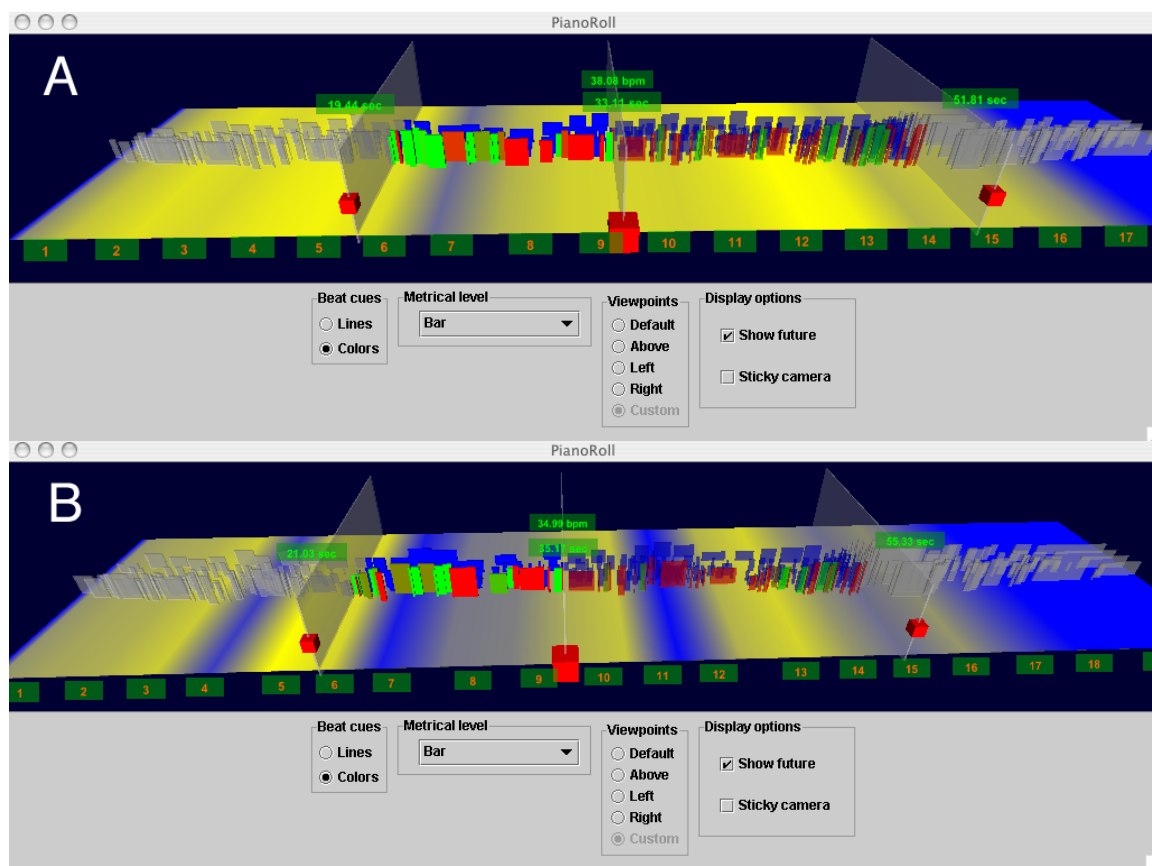 PianoRoll
A
38.08 bpm
19.44 sec 33.11 sec 51.81 sec
1 2 3 4 5 6 7 8 9 10 11 12 13 14 15 16 17
Beat cues
Lines
Colors
Metrical level
Bar
Viewpoints
Default
Above
Left
Right
Custom
Display options
Show future
Sticky camera
PianoRoll
B
34.99 bpm
21.03 sec 35.17 sec 55.33 sec
1 2 3 4 5 6 7 8 9 10 11 12 13 14 15 16 17 18
Beat cues
Lines
Colors
Metrical level
Bar
Viewpoints
Default
Above
Left
Right
Custom
Display options
Show future
Sticky camera